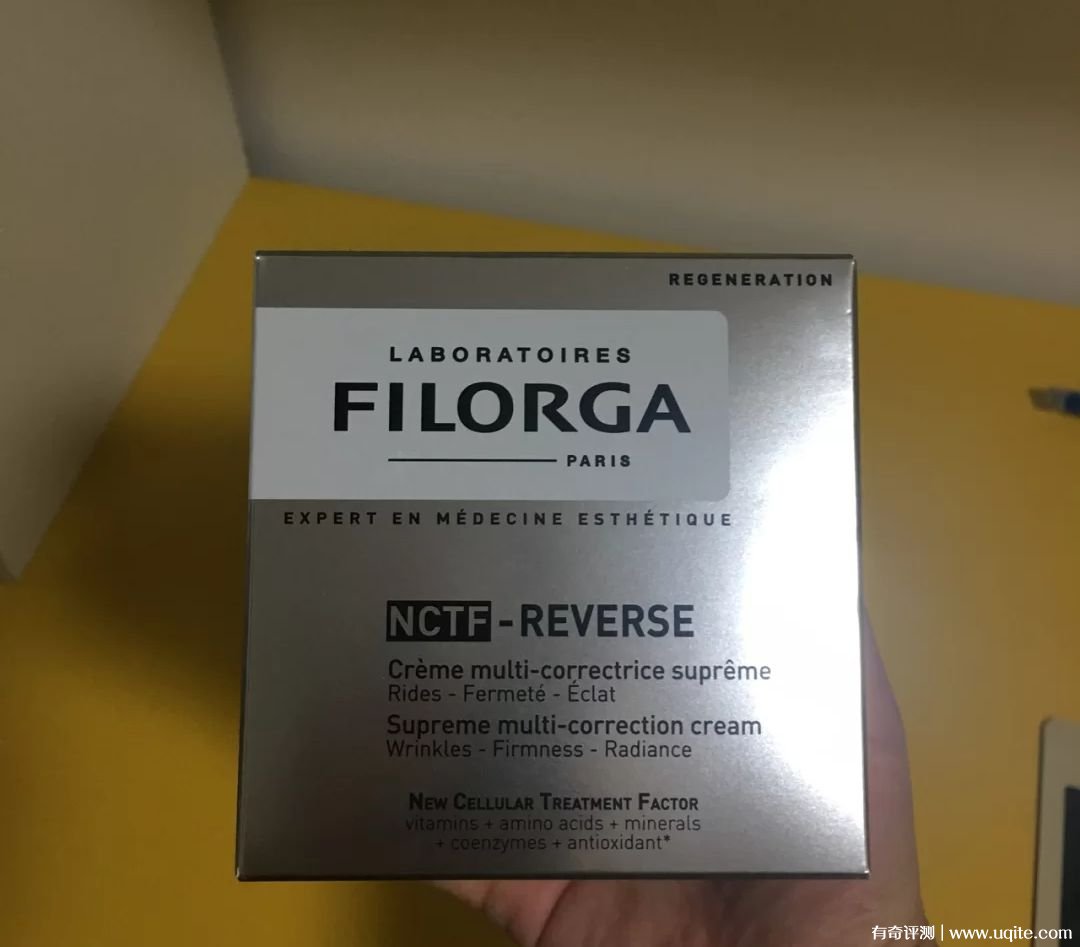 REGENERATION
LABORATOIRES
FILORGA
PARIS
EXPERT EN MÉDECINE ESTHÉTIQUE
NCTF-REVERSE
Crème multi-correctrice suprême
Rides - Fermeté - Éclat
Supreme multi-correction cream
Wrinkles - Firmness - Radiance
NEW CELLULAR TREATMENT FACTOR
vitamins + amino acids + minerals
+ coenzymes + antioxidant*
有奇评测 | www.uqite.com